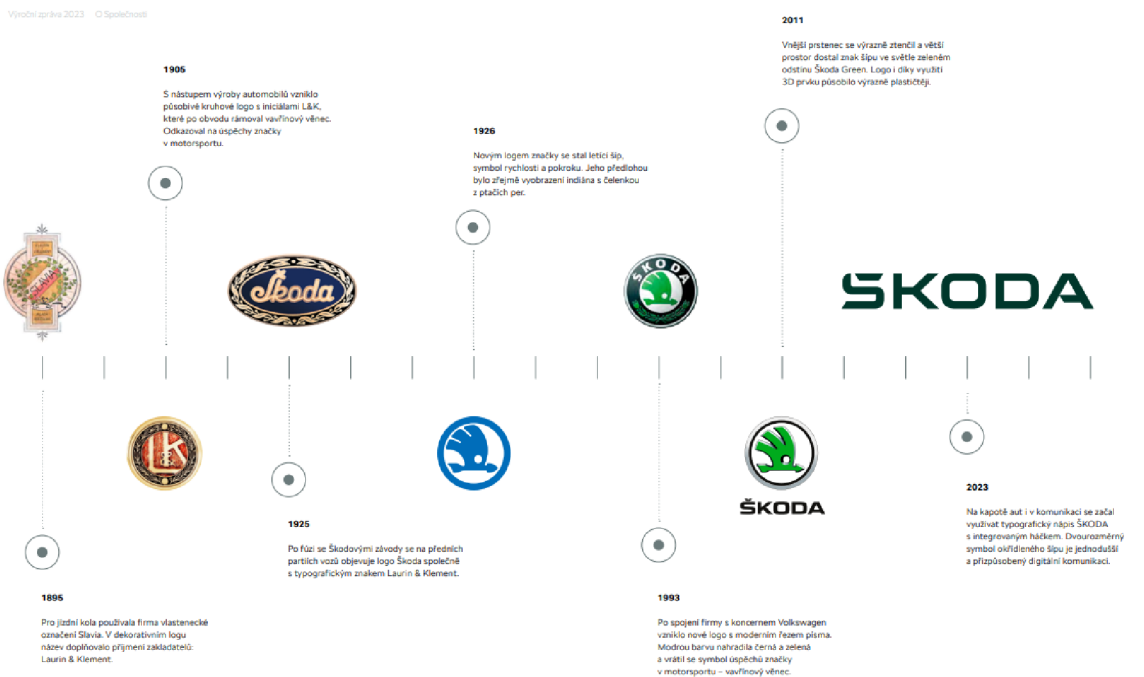 Výroční zpráva 2023 O Společnosti
1905
S nástupem výroby automobilů vzniklo
působivé kruhové logo s iniciálami L&K,
které po obvodu rámoval vavřínový věnec.
Odkazoval na úspěchy značky
v motorsportu.
1926
Novým logem značky se stal letící šíp,
symbol rychlosti a pokroku. Jeho předlohou
bylo zřejmě vyobrazení indiána s čelenkou
z ptačích per.
2011
Vnější prstenec se výrazně ztenčil a větší
prostor dostal znak šípu ve světle zeleném
odstínu Škoda Green. Logo i díky využití
3D prvku působilo výrazně plastičtěji.
SLAVIA
Škoda
ŠKODA
ŠKODA
L&K
ŠKODA
1895
Pro jízdní kola používala firma vlastenecké
označení Slavia. V dekorativním logu
název doplňovalo příjmení zakladatelů:
Laurin & Klement.
1925
Po fúzi se Škodovými závody se na předních
partiích vozů objevuje logo Škoda společně
s typografickým znakem Laurin & Klement.
1993
Po spojení firmy s koncernem Volkswagen
vzniklo nové logo s moderním řezem písma.
Modrou barvu nahradila černá a zelená
a vrátil se symbol úspěchů značky
v motorsportu – vavřínový věnec.
2023
Na kapotě aut i v komunikaci se začal
využívat typografický nápis ŠKODA
s integrovaným háčkem. Dvourozměrný
symbol okřídleného šípu je jednodušší
a přizpůsobený digitální komunikaci.